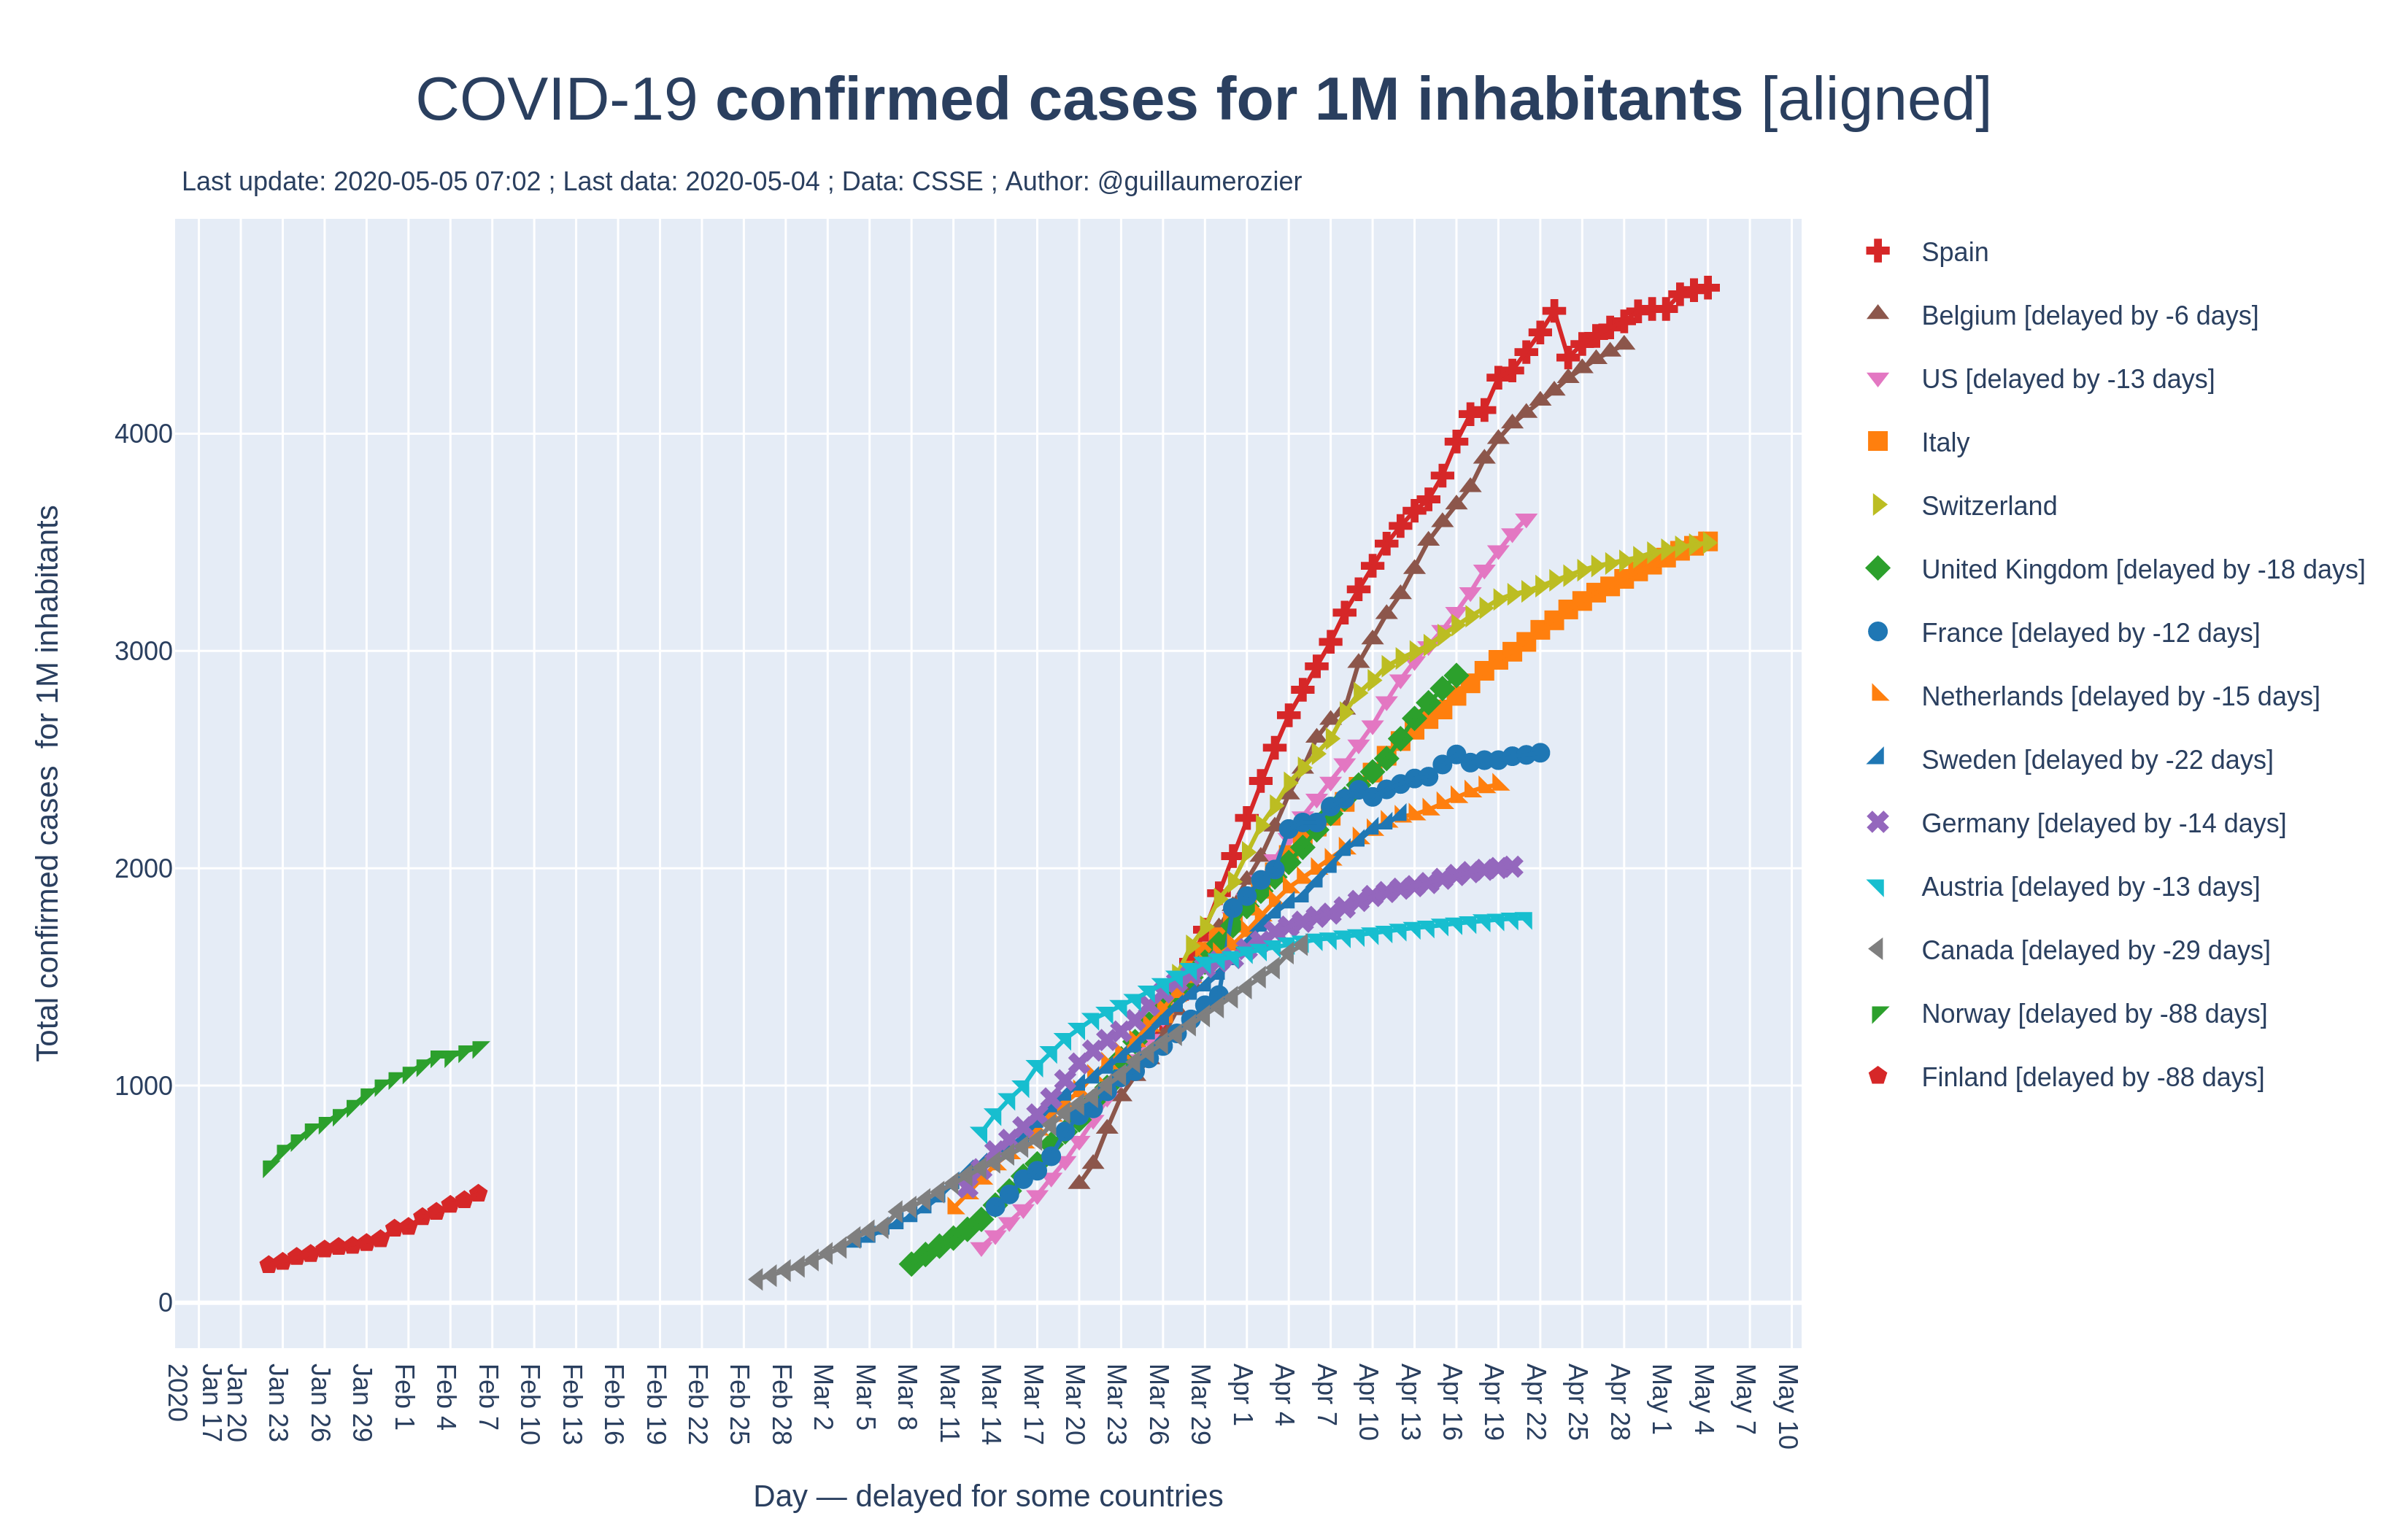 COVID-19 confirmed cases for 1M inhabitants [aligned]
Last update: 2020-05-05 07:02 ; Last data: 2020-05-04 ; Data: CSSE ; Author: @guillaumerozier
Total confirmed cases  for 1M inhabitants
4000
3000
2000
1000
0
Jan 17
2020
Jan 20
Jan 23
Jan 26
Jan 29
Feb 1
Feb 4
Feb 7
Feb 10
Feb 13
Feb 16
Feb 19
Feb 22
Feb 25
Feb 28
Mar 2
Mar 5
Mar 8
Mar 11
Mar 14
Mar 17
Mar 20
Mar 23
Mar 26
Mar 29
Apr 1
Apr 4
Apr 7
Apr 10
Apr 13
Apr 16
Apr 19
Apr 22
Apr 25
Apr 28
May 1
May 4
May 7
May 10
Day — delayed for some countries
Spain
Belgium [delayed by -6 days]
US [delayed by -13 days]
Italy
Switzerland
United Kingdom [delayed by -18 days]
France [delayed by -12 days]
Netherlands [delayed by -15 days]
Sweden [delayed by -22 days]
Germany [delayed by -14 days]
Austria [delayed by -13 days]
Canada [delayed by -29 days]
Norway [delayed by -88 days]
Finland [delayed by -88 days]